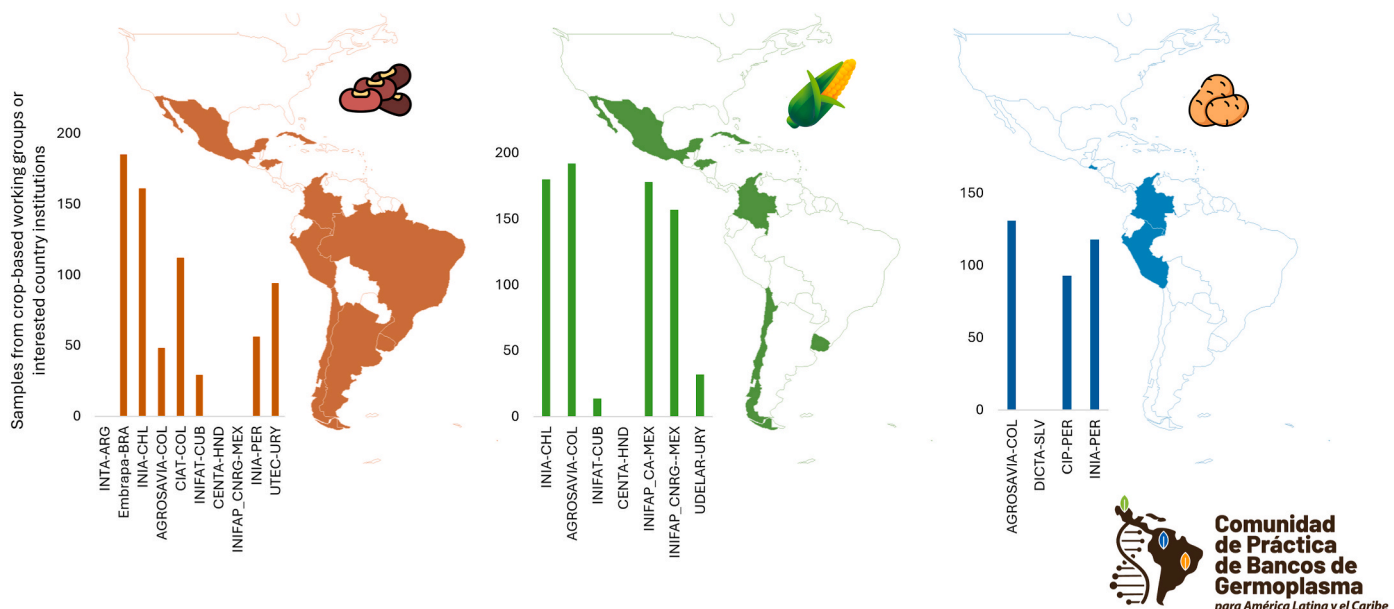 Samples from crop-based working groups or
interested country institutions
200
150
100
50
0
INTA-ARG
Embrapa-BRA
INIA-CHL
AGROSAVIA-COL
CIAT-COL
INIFAT-CUB
CENTA-HND
INIFAP_CNRG-MEX
INIA-PER
UTEC-URY
200
150
100
50
0
INIA-CHL
AGROSAVIA-COL
INIFAT-CUB
CENTA-HND
INIFAP_CA-MEX
INIFAP_CNRG--MEX
UDELAR-URY
150
100
50
0
AGROSAVIA-COL
DICTA-SLV
CIP-PER
INIA-PER
Comunidad
de Práctica
de Bancos de
Germoplasma
para América Latina y el Caribe